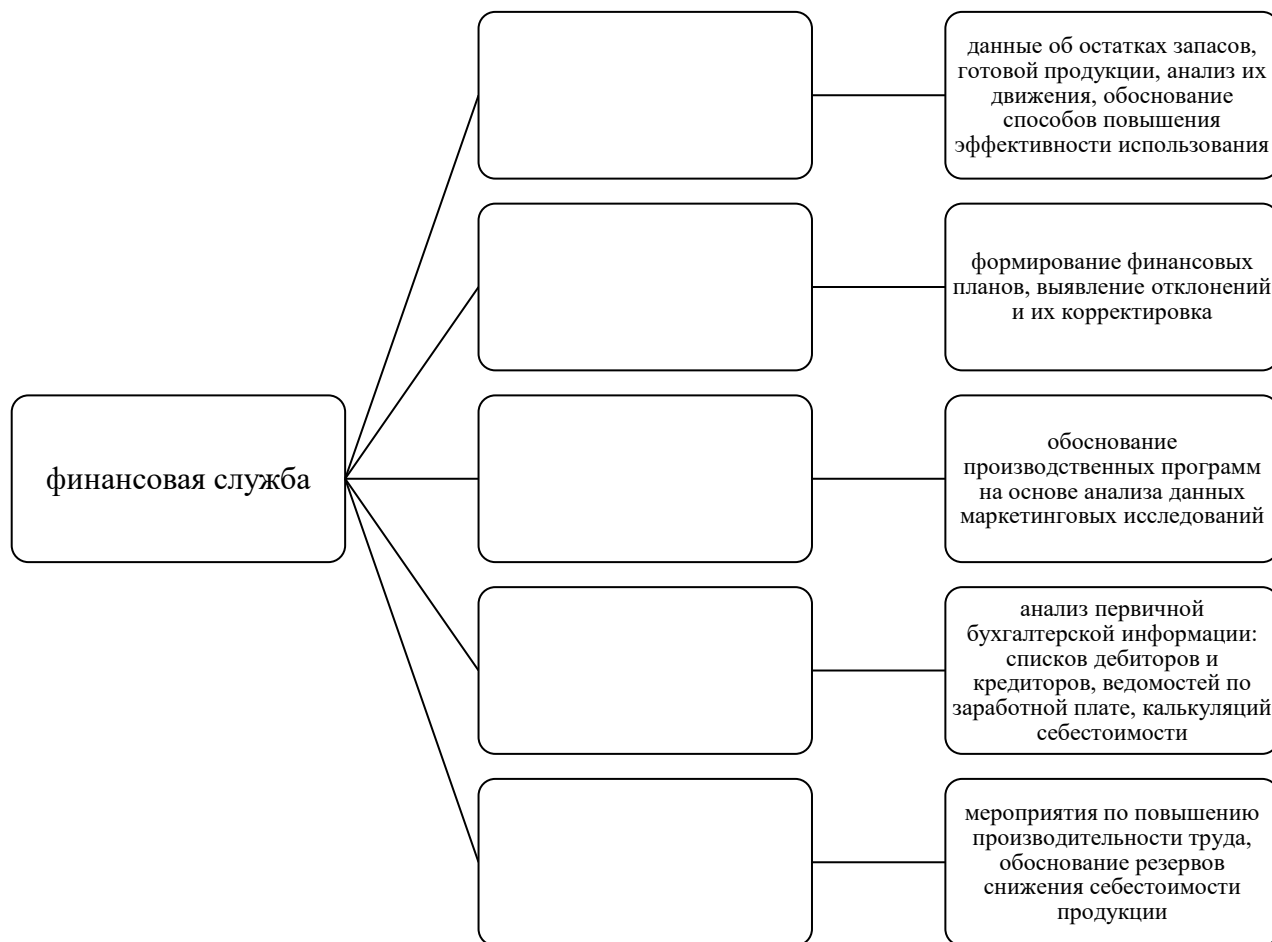 данные об остатках запасов,
готовой продукции, анализ их
движения, обоснование
способов повышения
эффективности использования
формирование финансовых
планов, выявление отклонений
и их корректировка
финансовая служба
обоснование
производственных программ
на основе анализа данных
маркетинговых исследований
анализ первичной
бухгалтерской информации:
списков дебиторов и
кредиторов, ведомостей по
заработной плате, калькуляций
себестоимости
мероприятия по повышению
производительности труда,
обоснование резервов
снижения себестоимости
продукции